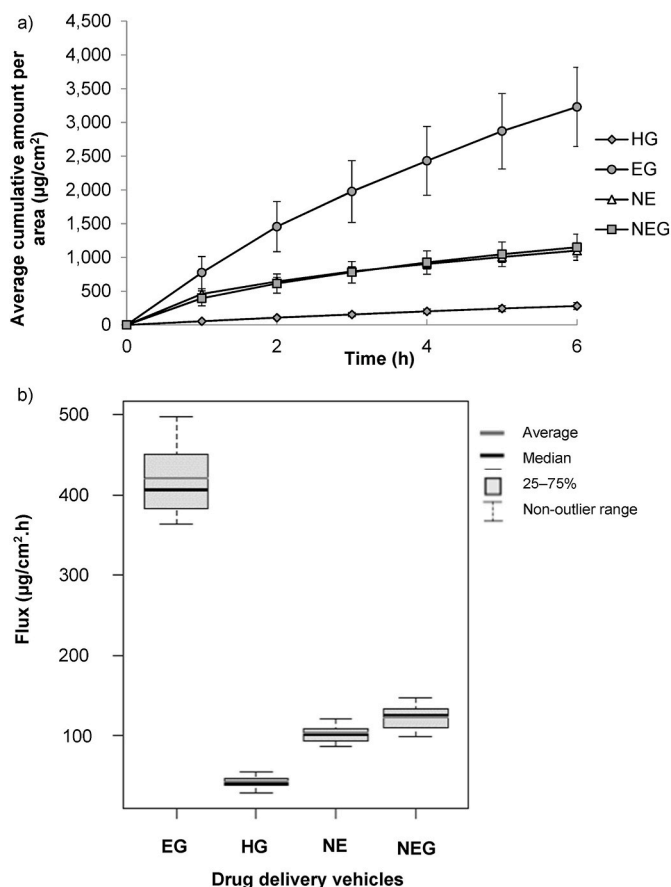 a)
4,500
4,000
3,500
3,000
2,500
2,000
1,500
1,000
500
0
Average cumulative amount per
area (µg/cm²)
0
2
4
6
Time (h)
HG
EG
NE
NEG
b)
500
400
300
200
100
Flux (µg/cm².h)
EG
HG
NE
NEG
Drug delivery vehicles
Average
Median
25–75%
Non-outlier range